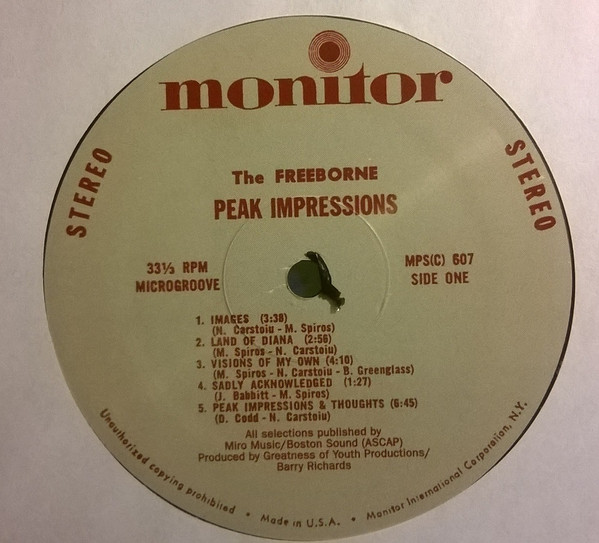 monitor
STEREO
STEREO
The FREEBORNE
PEAK IMPRESSIONS
33⅓ RPM
MICROGROOVE
MPS(C) 607
SIDE ONE
1. IMAGES (3:38)
(N. Carstoiu - M. Spiros)
2. LAND OF DIANA (2:56)
(M. Spiros - N. Carstoiu)
3. VISIONS OF MY OWN (4:10)
(M. Spiros - N. Carstoiu - B. Greenglass)
4. SADLY ACKNOWLEDGED (1:27)
(J. Babbitt - M. Spiros)
5. PEAK IMPRESSIONS & THOUGHTS (6:45)
(D. Codd - N. Carstoiu)
All selections published by
Miro Music/Boston Sound (ASCAP)
Produced by Greatness of Youth Productions/
Barry Richards
Unauthorized copying prohibited • Made in U.S.A. • Monitor International Corporation, N.Y.